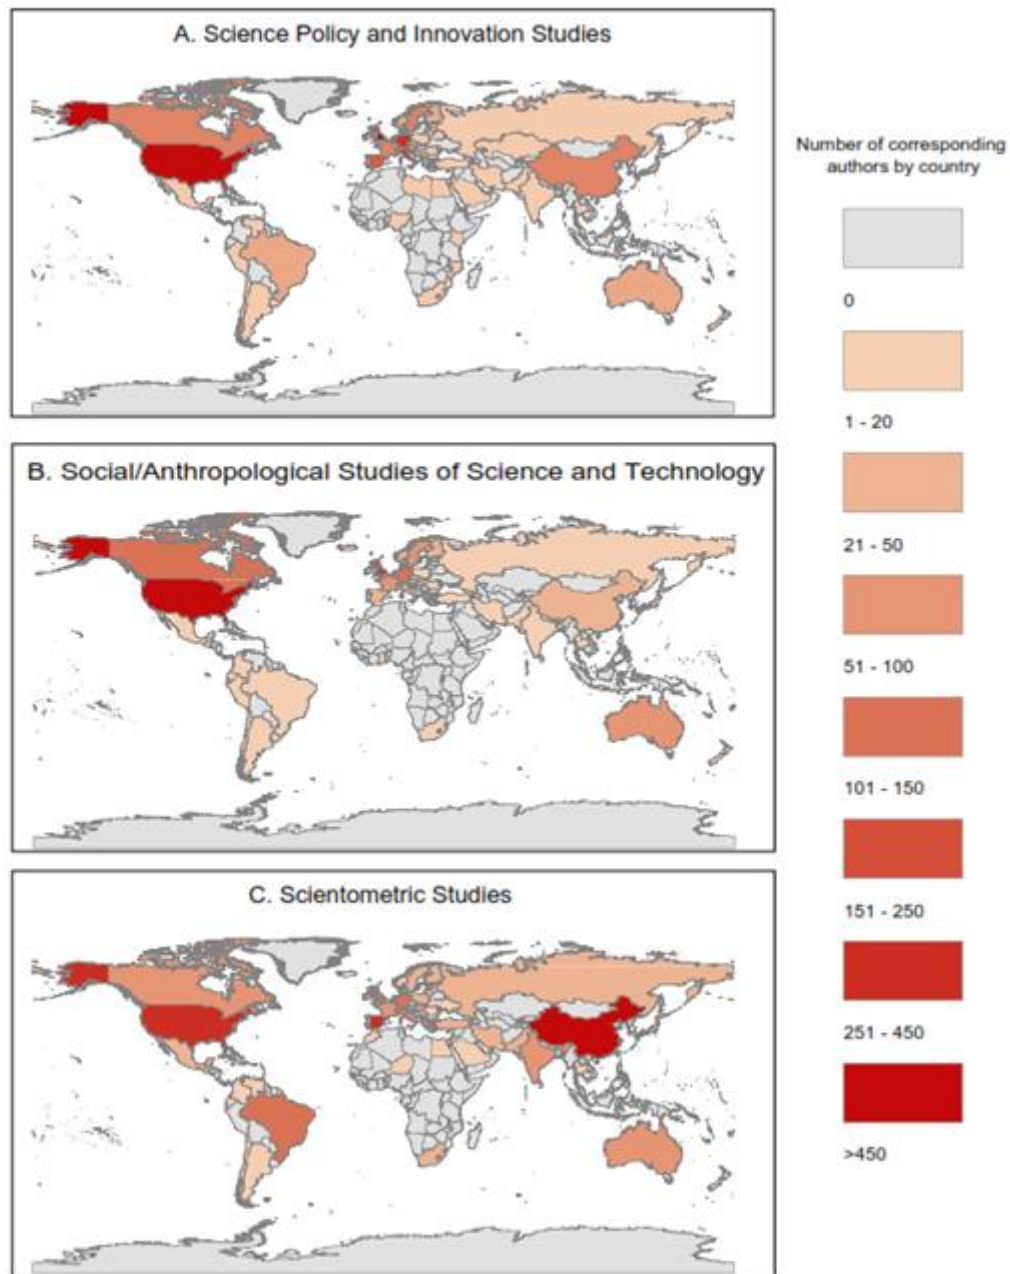 A. Science Policy and Innovation Studies
Number of corresponding
authors by country
0
1 - 20
B. Social/Anthropological Studies of Science and Technology
21 - 50
51 - 100
101 - 150
C. Scientometric Studies
151 - 250
251 - 450
>450